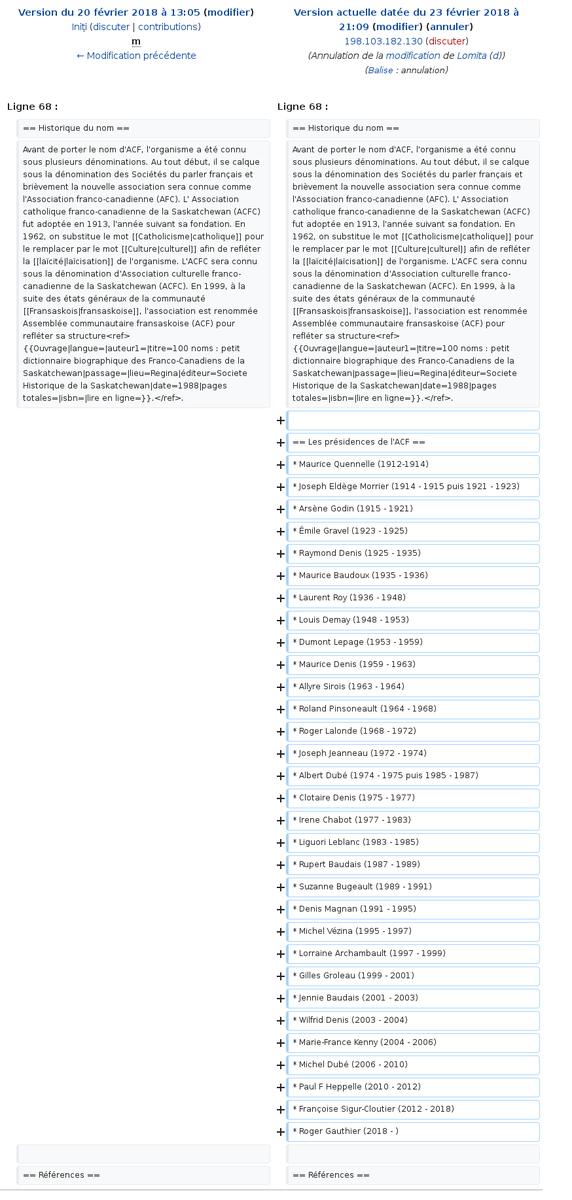 Version du 20 février 2018 à 13:05 (modifier)
Iniți (discuter | contributions)
m
← Modification précédente
Version actuelle datée du 23 février 2018 à
21:09 (modifier) (annuler)
198.103.182.130 (discuter)
(Annulation de la modification de Lomita (d))
(Balise : annulation)
Ligne 68 :
== Historique du nom ==
Avant de porter le nom d'ACF, l'organisme a été connu
sous plusieurs dénominations. Au tout début, il se calque
sous la dénomination des Sociétés du parler français et
brièvement la nouvelle association sera connue comme
l'Association franco-canadienne (AFC). L' Association
catholique franco-canadienne de la Saskatchewan (ACFC)
fut adoptée en 1913, l'année suivant sa fondation. En
1962, on substitue le mot [[Catholicisme|catholique]] pour
le remplacer par le mot [[Culture|culturel]] afin de refléter
la [[laïcité|laïcisation]] de l'organisme. L'ACFC sera connu
sous la dénomination d'Association culturelle franco-
canadienne de la Saskatchewan (ACFC). En 1999, à la
suite des états généraux de la communauté
[[Fransaskois|fransaskoise]], l'association est renommée
Assemblée communautaire fransaskoise (ACF) pour
refléter sa structure<ref>
{{Ouvrage|langue=|auteur1=|titre=100 noms : petit
dictionnaire biographique des Franco-Canadiens de la
Saskatchewan|passage=|lieu=Regina|éditeur=Societe
Historique de la Saskatchewan|date=1988|pages
totales=|isbn=|lire en ligne=}}.</ref>.
Ligne 68 :
== Historique du nom ==
Avant de porter le nom d'ACF, l'organisme a été connu
sous plusieurs dénominations. Au tout début, il se calque
sous la dénomination des Sociétés du parler français et
brièvement la nouvelle association sera connue comme
l'Association franco-canadienne (AFC). L' Association
catholique franco-canadienne de la Saskatchewan (ACFC)
fut adoptée en 1913, l'année suivant sa fondation. En
1962, on substitue le mot [[Catholicisme|catholique]] pour
le remplacer par le mot [[Culture|culturel]] afin de refléter
la [[laïcité|laïcisation]] de l'organisme. L'ACFC sera connu
sous la dénomination d'Association culturelle franco-
canadienne de la Saskatchewan (ACFC). En 1999, à la
suite des états généraux de la communauté
[[Fransaskois|fransaskoise]], l'association est renommée
Assemblée communautaire fransaskoise (ACF) pour
refléter sa structure<ref>
{{Ouvrage|langue=|auteur1=|titre=100 noms : petit
dictionnaire biographique des Franco-Canadiens de la
Saskatchewan|passage=|lieu=Regina|éditeur=Societe
Historique de la Saskatchewan|date=1988|pages
totales=|isbn=|lire en ligne=}}.</ref>.
+
+ == Les présidences de l'ACF ==
+ * Maurice Quennelle (1912-1914)
+ * Joseph Eldège Morrier (1914 - 1915 puis 1921 - 1923)
+ * Arsène Godin (1915 - 1921)
+ * Émile Gravel (1923 - 1925)
+ * Raymond Denis (1925 - 1935)
+ * Maurice Baudoux (1935 - 1936)
+ * Laurent Roy (1936 - 1948)
+ * Louis Demay (1948 - 1953)
+ * Dumont Lepage (1953 - 1959)
+ * Maurice Denis (1959 - 1963)
+ * Allyre Sirois (1963 - 1964)
+ * Roland Pinsoneault (1964 - 1968)
+ * Roger Lalonde (1968 - 1972)
+ * Joseph Jeanneau (1972 - 1974)
+ * Albert Dubé (1974 - 1975 puis 1985 - 1987)
+ * Clotaire Denis (1975 - 1977)
+ * Irene Chabot (1977 - 1983)
+ * Liguori Leblanc (1983 - 1985)
+ * Rupert Baudais (1987 - 1989)
+ * Suzanne Bugeault (1989 - 1991)
+ * Denis Magnan (1991 - 1995)
+ * Michel Vézina (1995 - 1997)
+ * Lorraine Archambault (1997 - 1999)
+ * Gilles Groleau (1999 - 2001)
+ * Jennie Baudais (2001 - 2003)
+ * Wilfrid Denis (2003 - 2004)
+ * Marie-France Kenny (2004 - 2006)
+ * Michel Dubé (2006 - 2010)
+ * Paul F Heppelle (2010 - 2012)
+ * Françoise Sigur-Cloutier (2012 - 2018)
+ * Roger Gauthier (2018 - )
== Références ==
== Références ==